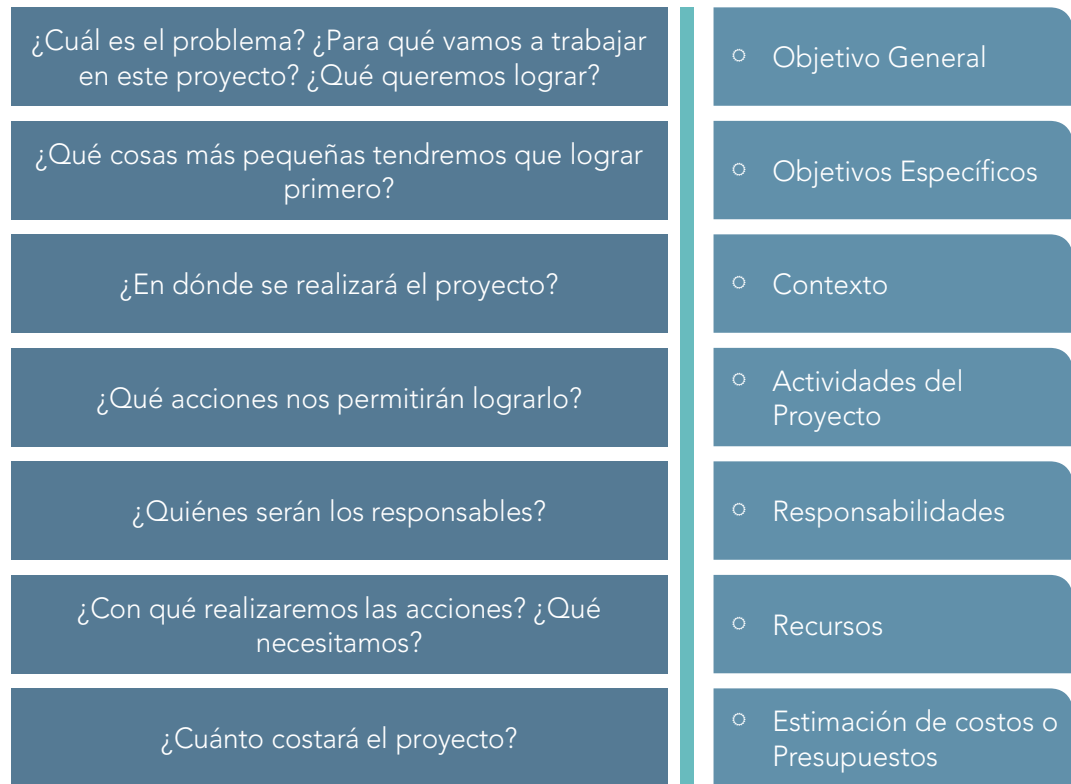 ¿Cuál es el problema? ¿Para qué vamos a trabajar
en este proyecto? ¿Qué queremos lograr?
Objetivo General
¿Qué cosas más pequeñas tendremos que lograr
primero?
Objetivos Específicos
¿En dónde se realizará el proyecto?
Contexto
¿Qué acciones nos permitirán lograrlo?
Actividades del
Proyecto
¿Quiénes serán los responsables?
Responsabilidades
¿Con qué realizaremos las acciones? ¿Qué
necesitamos?
Recursos
¿Cuánto costará el proyecto?
Estimación de costos o
Presupuestos